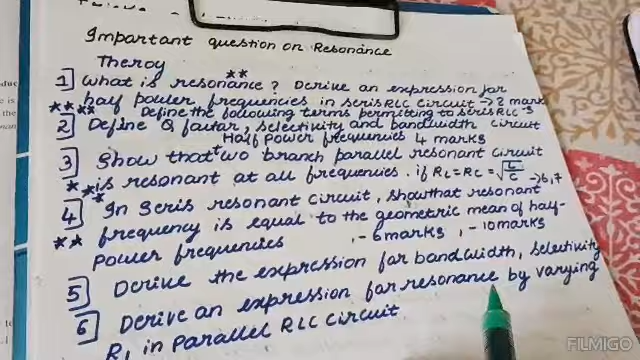 Important question on Resonance
Theroy
1] What is resonance ? Derive an expression for
half power frequencies in seris RLC circuit → 2 mark
Define the following terms permitting to seris RLC
** ** 2] Define Q factar, selectivity and bandwidth circuit
Half power frequencies 4 marks
3] Show that two branch parallel resonant circuit
is resonant at all frequencies. if RL = RC = √L/C → 6, 7
4] In Seris resonant circuit, show that resonant
frequency is equal to the geometric mean of half-
** power frequencies , - 6 marks , - 10 marks
5] Derive the expression for bandwidth, selectivity
6] Derive an expression for resonance by varying
RL in Parallel RLC circuit
FILMIGO